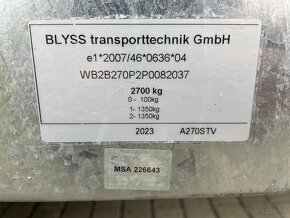 BLYSS transporttechnik GmbH
e1*2007/46*0636*04
WB2B270P2P0082037
2700 kg
0- 100kg
1- 1350kg
2- 1350kg
2023 A270STV
MSA 226643